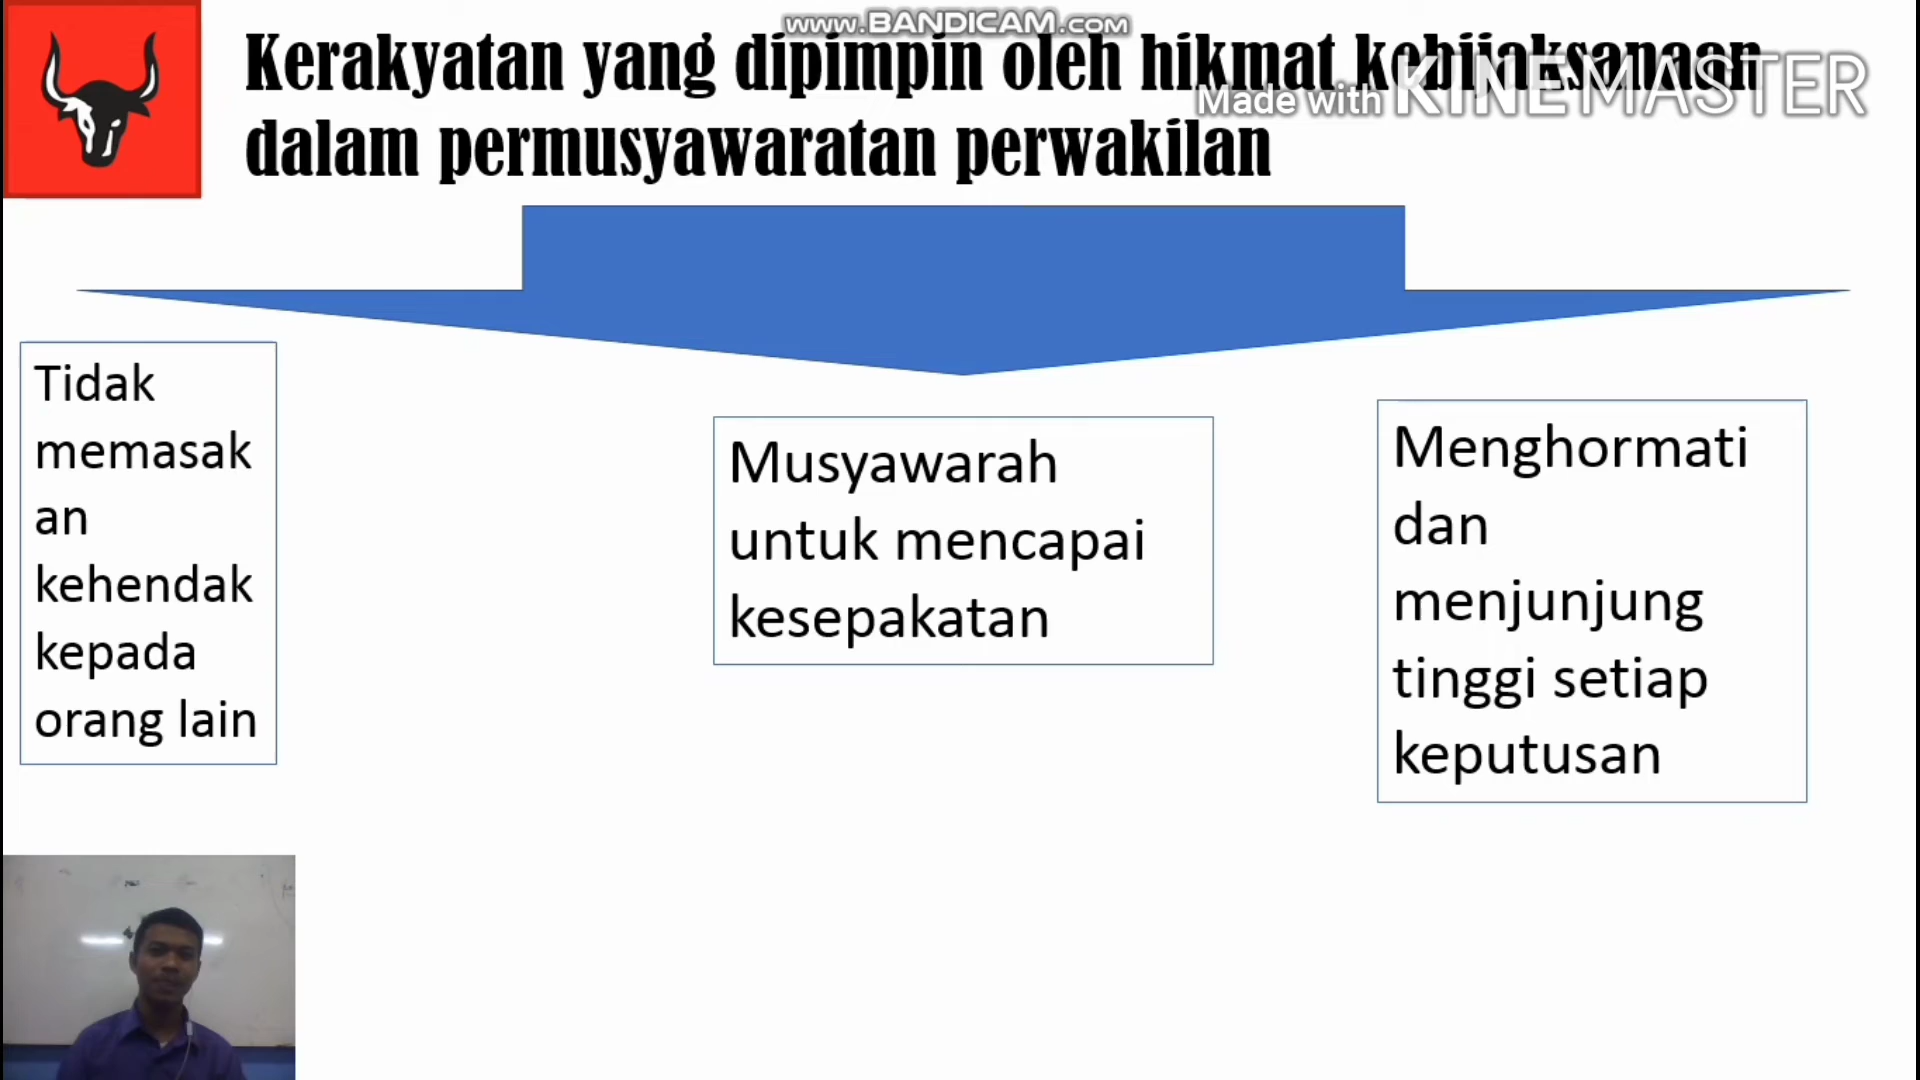 www.BANDICAM.com
Kerakyatan yang dipimpin oleh hikmat kebijaksanaan
Made with KINEMASTER
dalam permusyawaratan perwakilan
Tidak
memasak
an
kehendak
kepada
orang lain
Musyawarah
untuk mencapai
kesepakatan
Menghormati
dan
menjunjung
tinggi setiap
keputusan